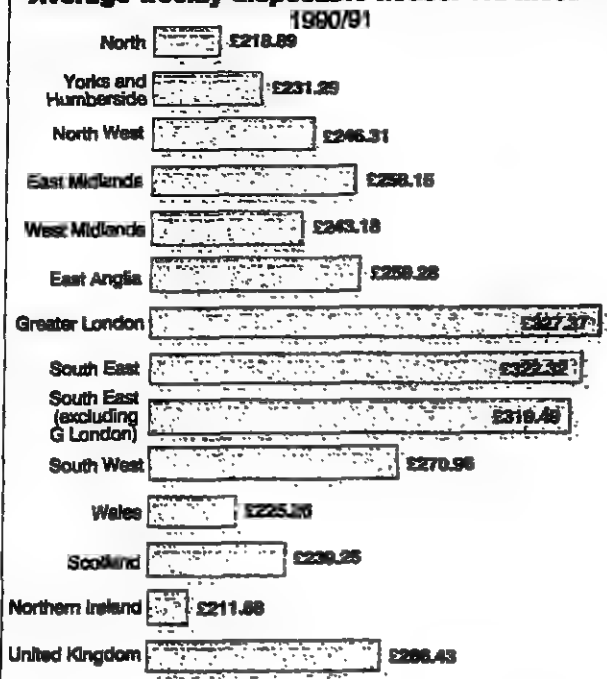 Average weekly disposable
1990/91
North £218.89
Yorks and
Humberside £231.29
North West £246.31
East Midlands £258.15
West Midlands £243.18
East Anglia £259.28
Greater London £327.37
South East £322.32
South East
(excluding
G London) £319.49
South West £270.96
Wales £225.26
Scotland £239.25
Northern Ireland £211.88
United Kingdom £266.43